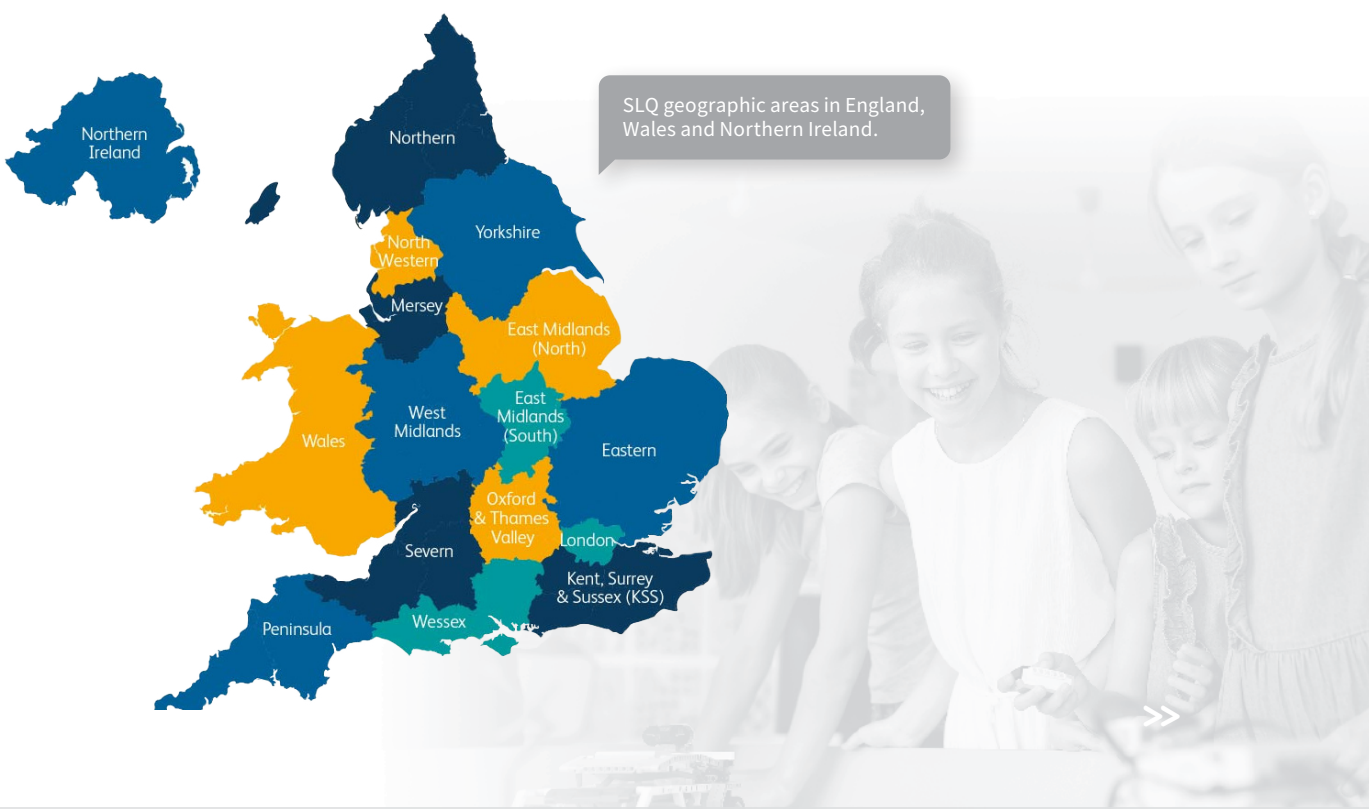 Northern
Northern
Ireland
SLQ geographic areas in England,
Wales and Northern Ireland.
Yorkshire
North
Western
Mersey
East Midlands
(North)
East
Midlands
(South)
West
Midlands
Wales
Eastern
Oxford
& Thames
Valley
London
Severn
Kent, Surrey
& Sussex (KSS)
Wessex
Peninsula